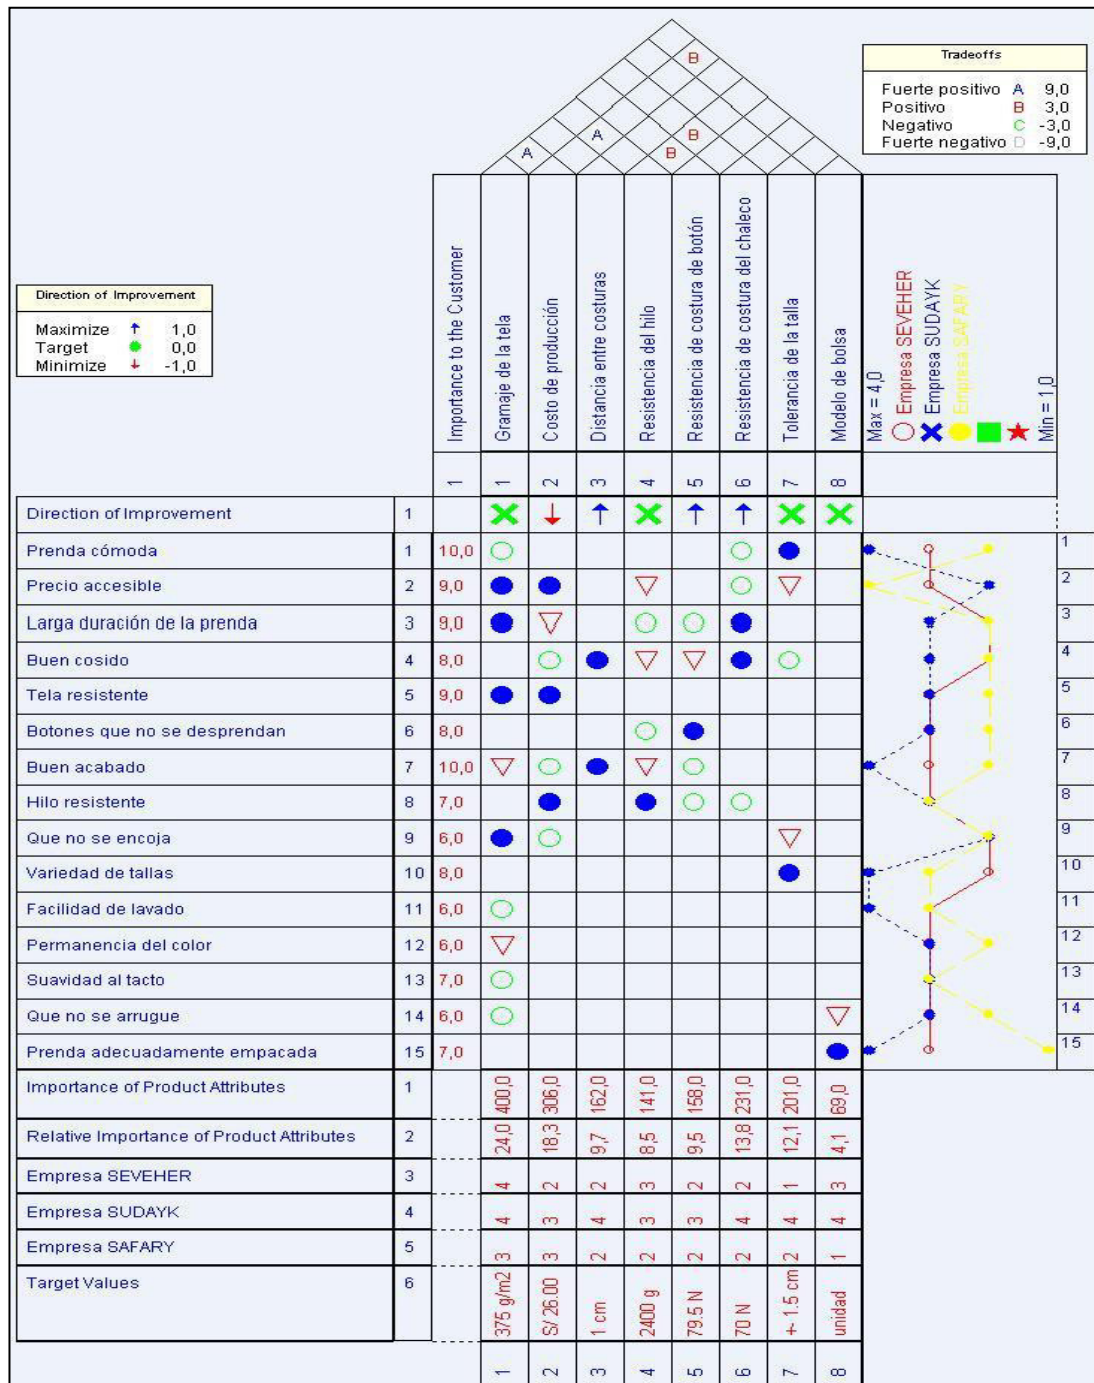 Tradeoffs
Fuerte positivo A 9,0
Positivo B 3,0
Negativo C -3,0
Fuerte negativo D -9,0
B
A B
A B
Direction of Improvement
Maximize 1,0
Target 0,0
Minimize -1,0
Importance to the Customer
Gramaje de la tela
Costo de producción
Distancia entre costuras
Resistencia del hilo
Resistencia de costura de botón
Resistencia de costura del chaleco
Tolerancia de la talla
Modelo de bolsa
Max = 4,0
Empresa SEVEHER
Empresa SUDAYK
Empresa SAFARY
Min = 1,0
1 1 2 3 4 5 6 7 8
Direction of Improvement 1
Prenda cómoda 1 10,0 1
Precio accesible 2 9,0 2
Larga duración de la prenda 3 9,0 3
Buen cosido 4 8,0 4
Tela resistente 5 9,0 5
Botones que no se desprendan 6 8,0 6
Buen acabado 7 10,0 7
Hilo resistente 8 7,0 8
Que no se encoja 9 6,0 9
Variedad de tallas 10 8,0 10
Facilidad de lavado 11 6,0 11
Permanencia del color 12 6,0 12
Suavidad al tacto 13 7,0 13
Que no se arrugue 14 6,0 14
Prenda adecuadamente empacada 15 7,0 15
Importance of Product Attributes 1 400,0 306,0 162,0 141,0 158,0 231,0 201,0 69,0
Relative Importance of Product Attributes 2 24,0 18,3 9,7 8,5 9,5 13,8 12,1 4,1
Empresa SEVEHER 3 4 2 2 3 2 2 1 3
Empresa SUDAYK 4 4 3 4 3 3 4 4 4
Empresa SAFARY 5 3 3 2 2 2 2 2 1
Target Values 6 375 g/m2 S/ 26.00 1 cm 2400 g 79.5 N 70 N +- 1.5 cm unidad
1 2 3 4 5 6 7 8